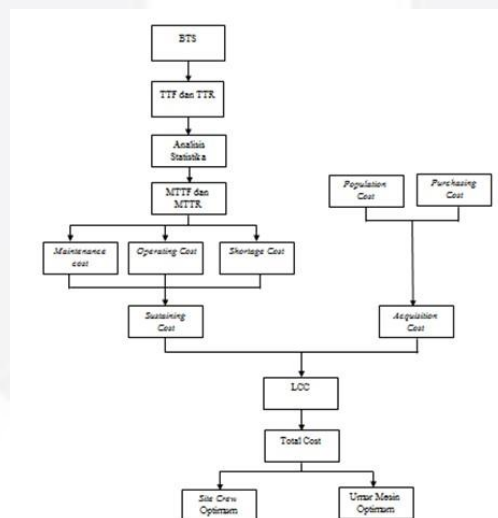 BTS
TTF dan TTR
Analisis
Statistika
MTTF dan
MTTR
Population
Cost
Purchasing
Cost
Maintenance
cost
Operating Cost
Shortage Cost
Sustaining
Cost
Acquisition
Cost
LCC
Total Cost
Site Crew
Optimum
Umur Mesin
Optimum